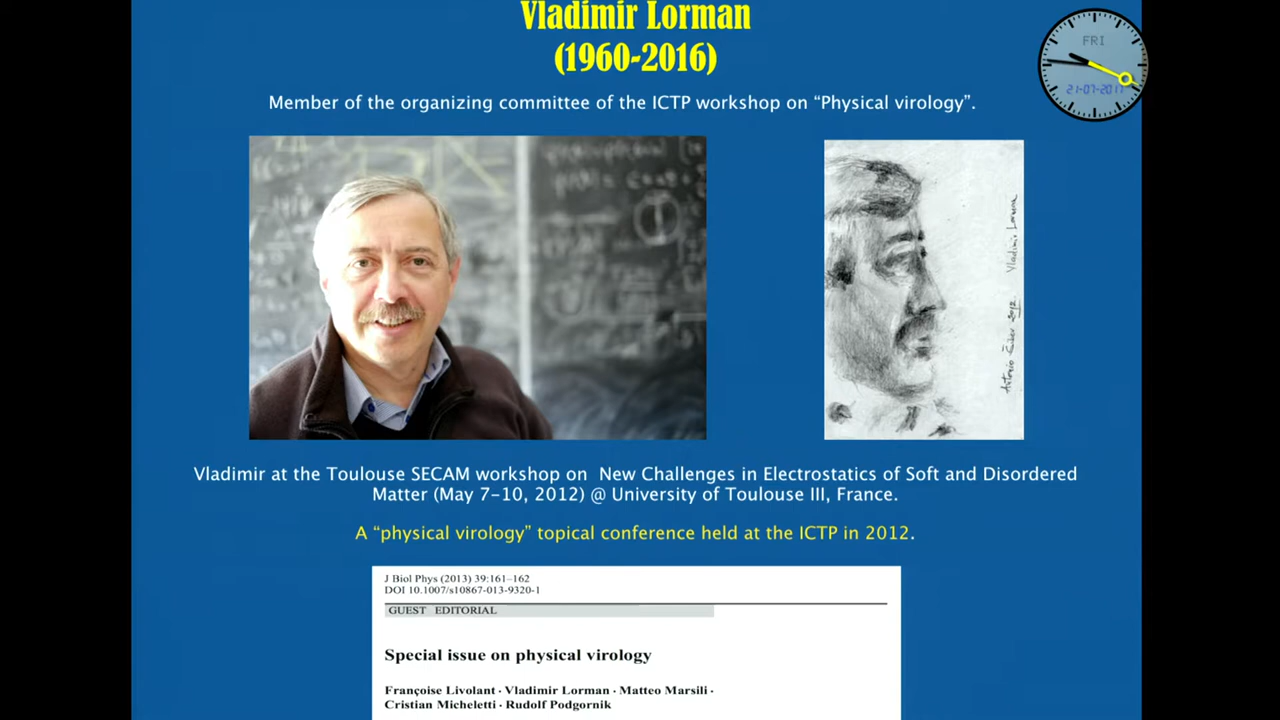 Vladimir Lorman
(1960-2016)
FRI
Member of the organizing committee of the ICTP workshop on “Physical virology”.
Vladimir Lorman
Antonio Šiber 2012
Vladimir at the Toulouse SECAM workshop on New Challenges in Electrostatics of Soft and Disordered
Matter (May 7-10, 2012) @ University of Toulouse III, France.
A “physical virology” topical conference held at the ICTP in 2012.
J Biol Phys (2013) 39:161–162
DOI 10.1007/s10867-013-9320-1
GUEST EDITORIAL
Special issue on physical virology
Françoise Livolant · Vladimir Lorman · Matteo Marsili ·
Cristian Micheletti · Rudolf Podgornik